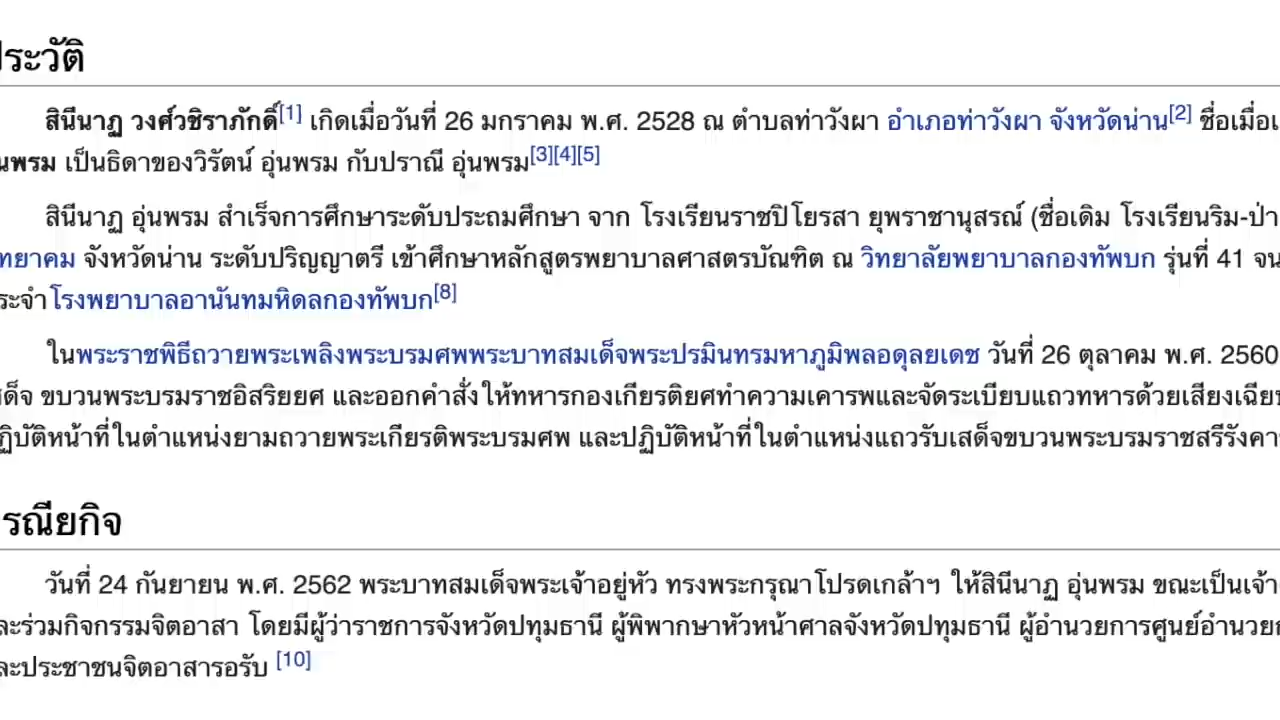 ประวัติ
สินีนาฏ วงศ์วชิราภักดิ์[1] เกิดเมื่อวันที่ 26 มกราคม พ.ศ. 2528 ณ ตำบลท่าวังผา อำเภอท่าวังผา จังหวัดน่าน[2] ชื่อเมื่อ
นพรม เป็นธิดาของวิรัตน์ อุ่นพรม กับปราณี อุ่นพรม[3][4][5]
สินีนาฏ อุ่นพรม สำเร็จการศึกษาระดับประถมศึกษา จาก โรงเรียนราชปิโยรสา ยุพราชานุสรณ์ (ชื่อเดิม โรงเรียนริม-ป่า
ทยาคม จังหวัดน่าน ระดับปริญญาตรี เข้าศึกษาหลักสูตรพยาบาลศาสตรบัณฑิต ณ วิทยาลัยพยาบาลกองทัพบก รุ่นที่ 41 จน
ระจำโรงพยาบาลอานันทมหิดลกองทัพบก[8]
ในพระราชพิธีถวายพระเพลิงพระบรมศพพระบาทสมเด็จพระปรมินทรมหาภูมิพลอดุลยเดช วันที่ 26 ตุลาคม พ.ศ. 2560
สด็จ ขบวนพระบรมราชอิสริยยศ และออกคำสั่งให้ทหารกองเกียรติยศทำความเคารพและจัดระเบียบแถวทหารด้วยเสียงเฉีย
ฏิบัติหน้าที่ในตำแหน่งยามถวายพระเกียรติพระบรมศพ และปฏิบัติหน้าที่ในตำแหน่งแถวรับเสด็จขบวนพระบรมราชสรีรังคา
รณียกิจ
วันที่ 24 กันยายน พ.ศ. 2562 พระบาทสมเด็จพระเจ้าอยู่หัว ทรงพระกรุณาโปรดเกล้าฯ ให้สินีนาฏ อุ่นพรม ขณะเป็นเจ้า
ละร่วมกิจกรรมจิตอาสา โดยมีผู้ว่าราชการจังหวัดปทุมธานี ผู้พิพากษาหัวหน้าศาลจังหวัดปทุมธานี ผู้อำนวยการศูนย์อำนวย
ละประชาชนจิตอาสารอรับ [10]